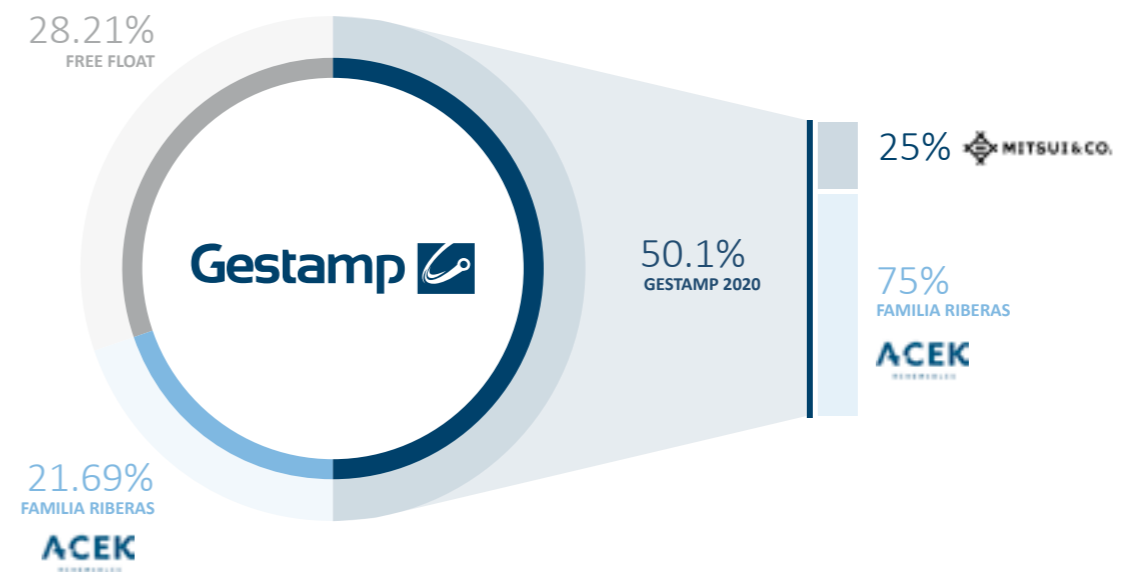 28.21%
FREE FLOAT
Gestamp
50.1%
GESTAMP 2020
25% MITSUI & CO.
75%
FAMILIA RIBERAS
ACEK
21.69%
FAMILIA RIBERAS
ACEK